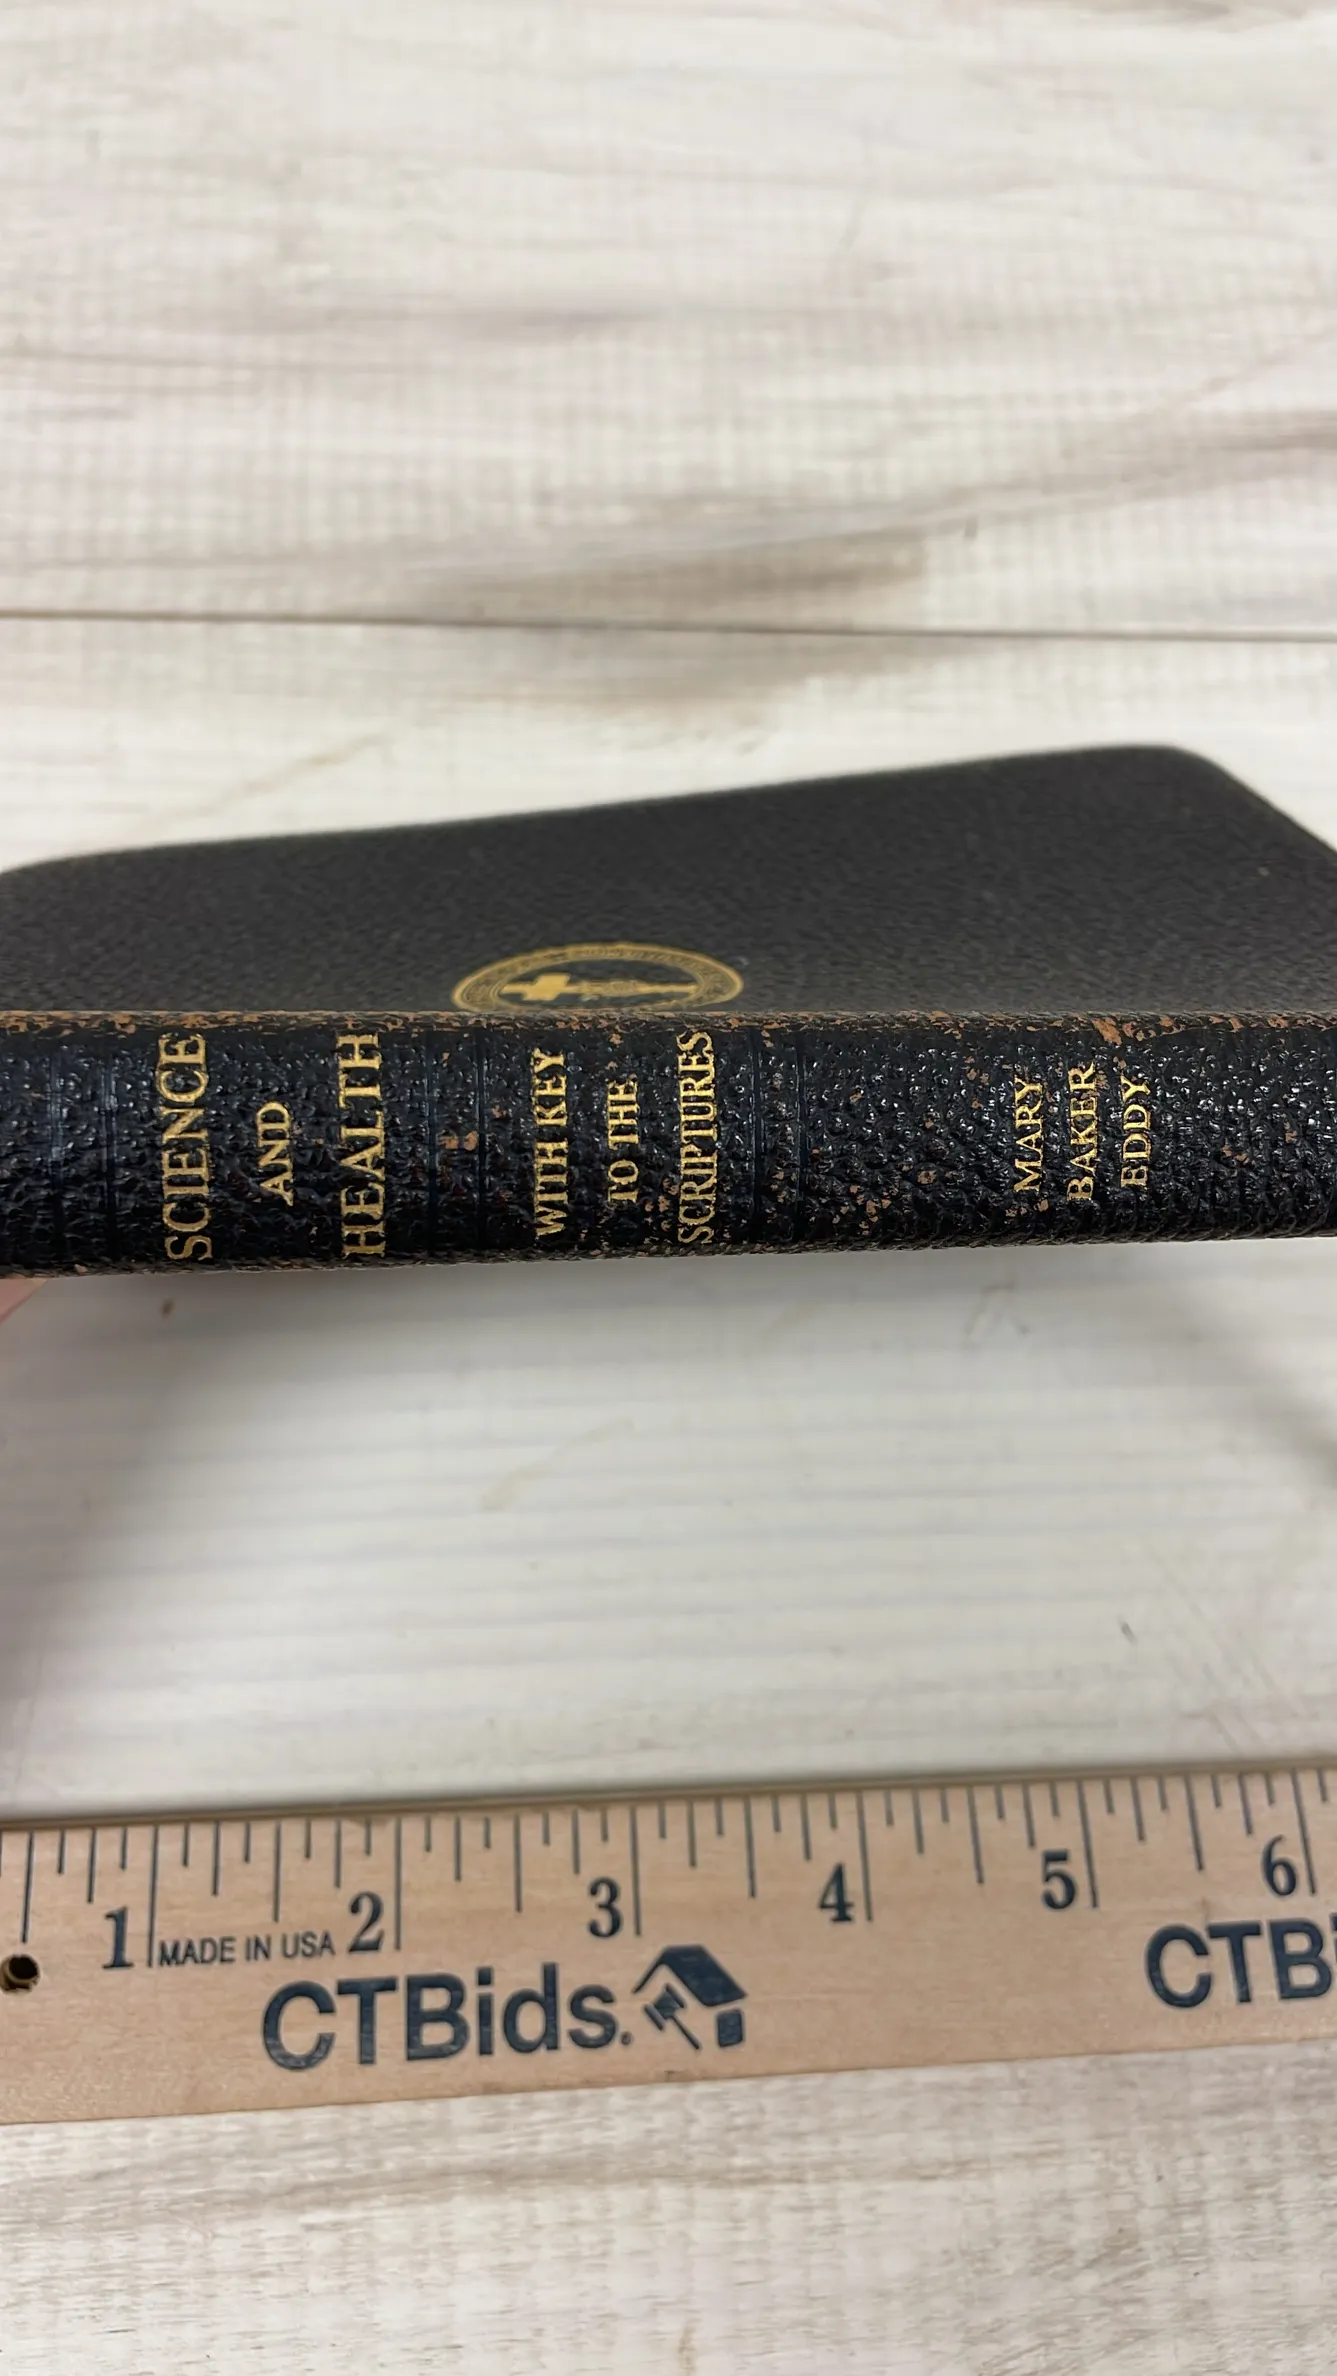 SCIENCE
AND
HEALTH
WITH KEY
TO THE
SCRIPTURES
MARY
BAKER
EDDY
1 2 3 4 5 6
MADE IN USA
CTBids.
CTBi